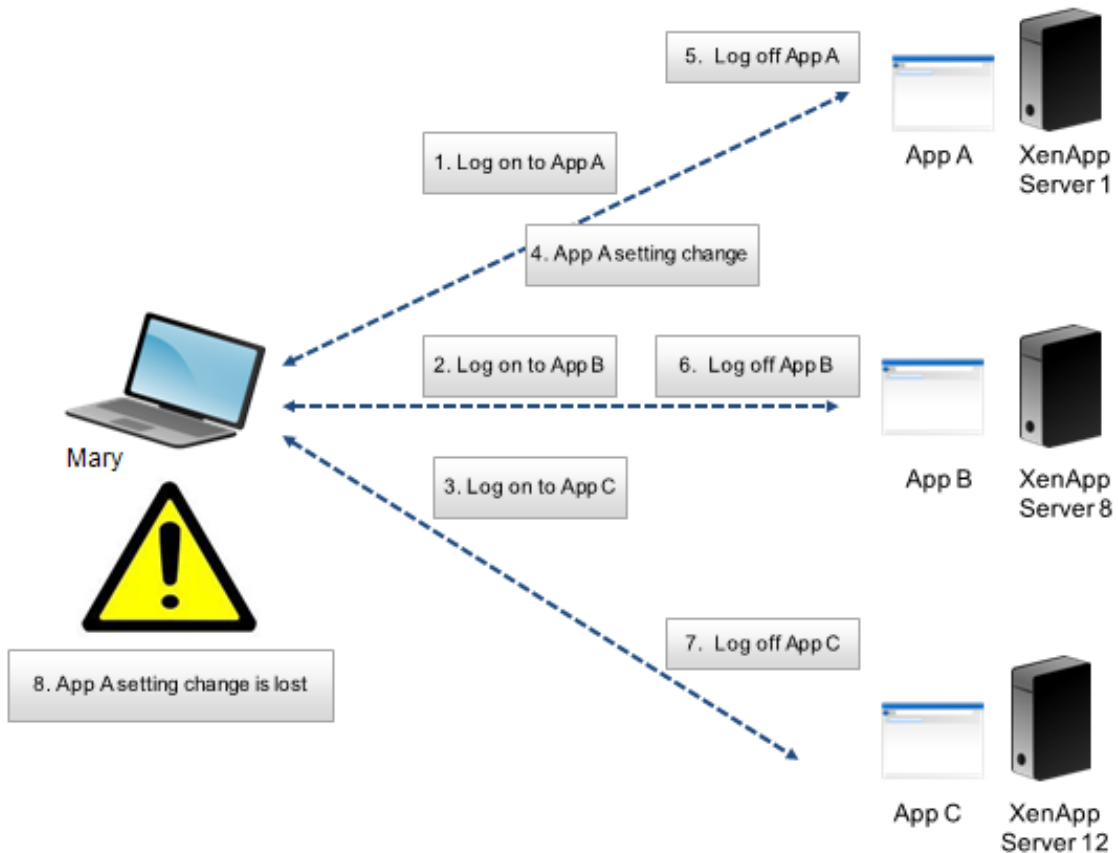 5. Log off App A
1. Log on to App A
App A
XenApp
Server 1
4. App A setting change
2. Log on to App B
6. Log off App B
Mary
App B
XenApp
Server 8
3. Log on to App C
7. Log off App C
8. App A setting change is lost
App C
XenApp
Server 12